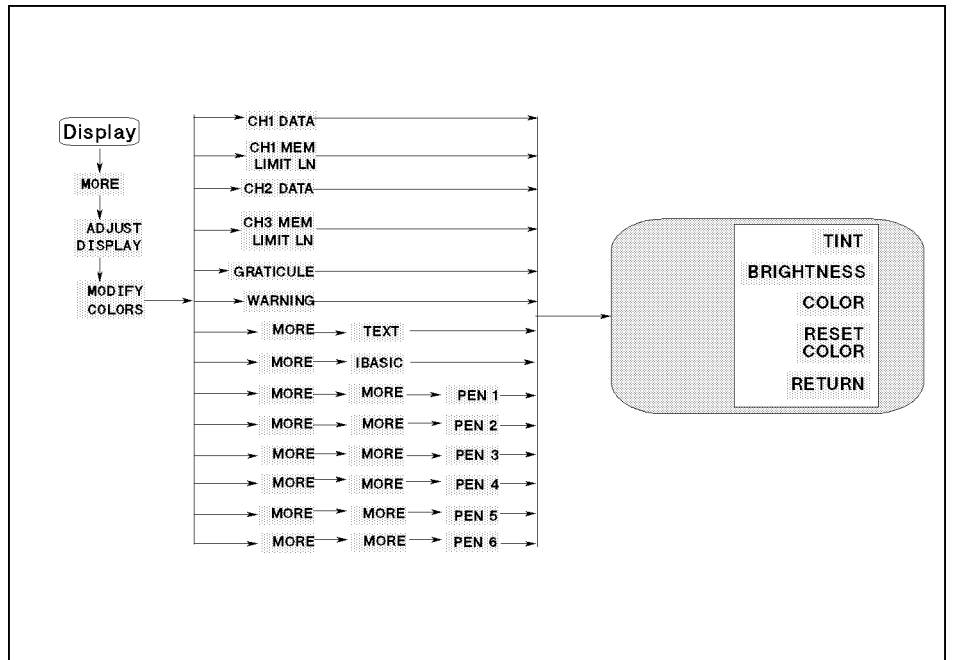 Display
MORE
ADJUST
DISPLAY
MODIFY
COLORS
CH1 DATA
CH1 MEM
LIMIT LN
CH2 DATA
CH3 MEM
LIMIT LN
GRATICULE
WARNING
MORE TEXT
MORE IBASIC
MORE MORE PEN 1
MORE MORE PEN 2
MORE MORE PEN 3
MORE MORE PEN 4
MORE MORE PEN 5
MORE MORE PEN 6
TINT
BRIGHTNESS
COLOR
RESET
COLOR
RETURN